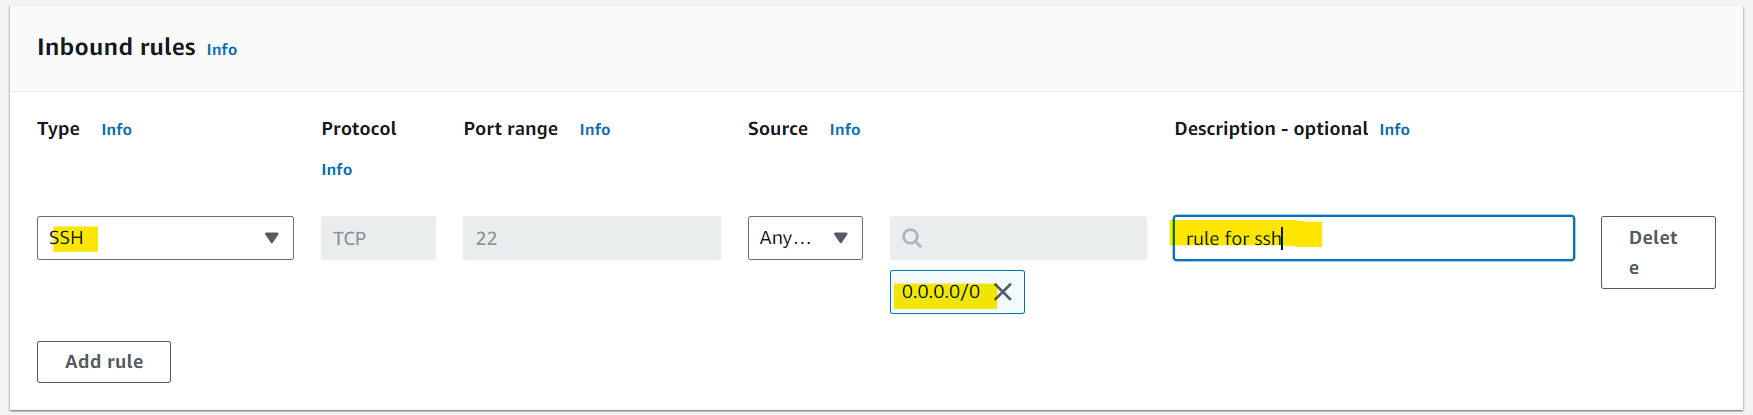 Inbound rules Info
Type Info Protocol Info Port range Info Source Info Description - optional Info
SSH TCP 22 Any... rule for ssh Delet
e
0.0.0.0/0
Add rule